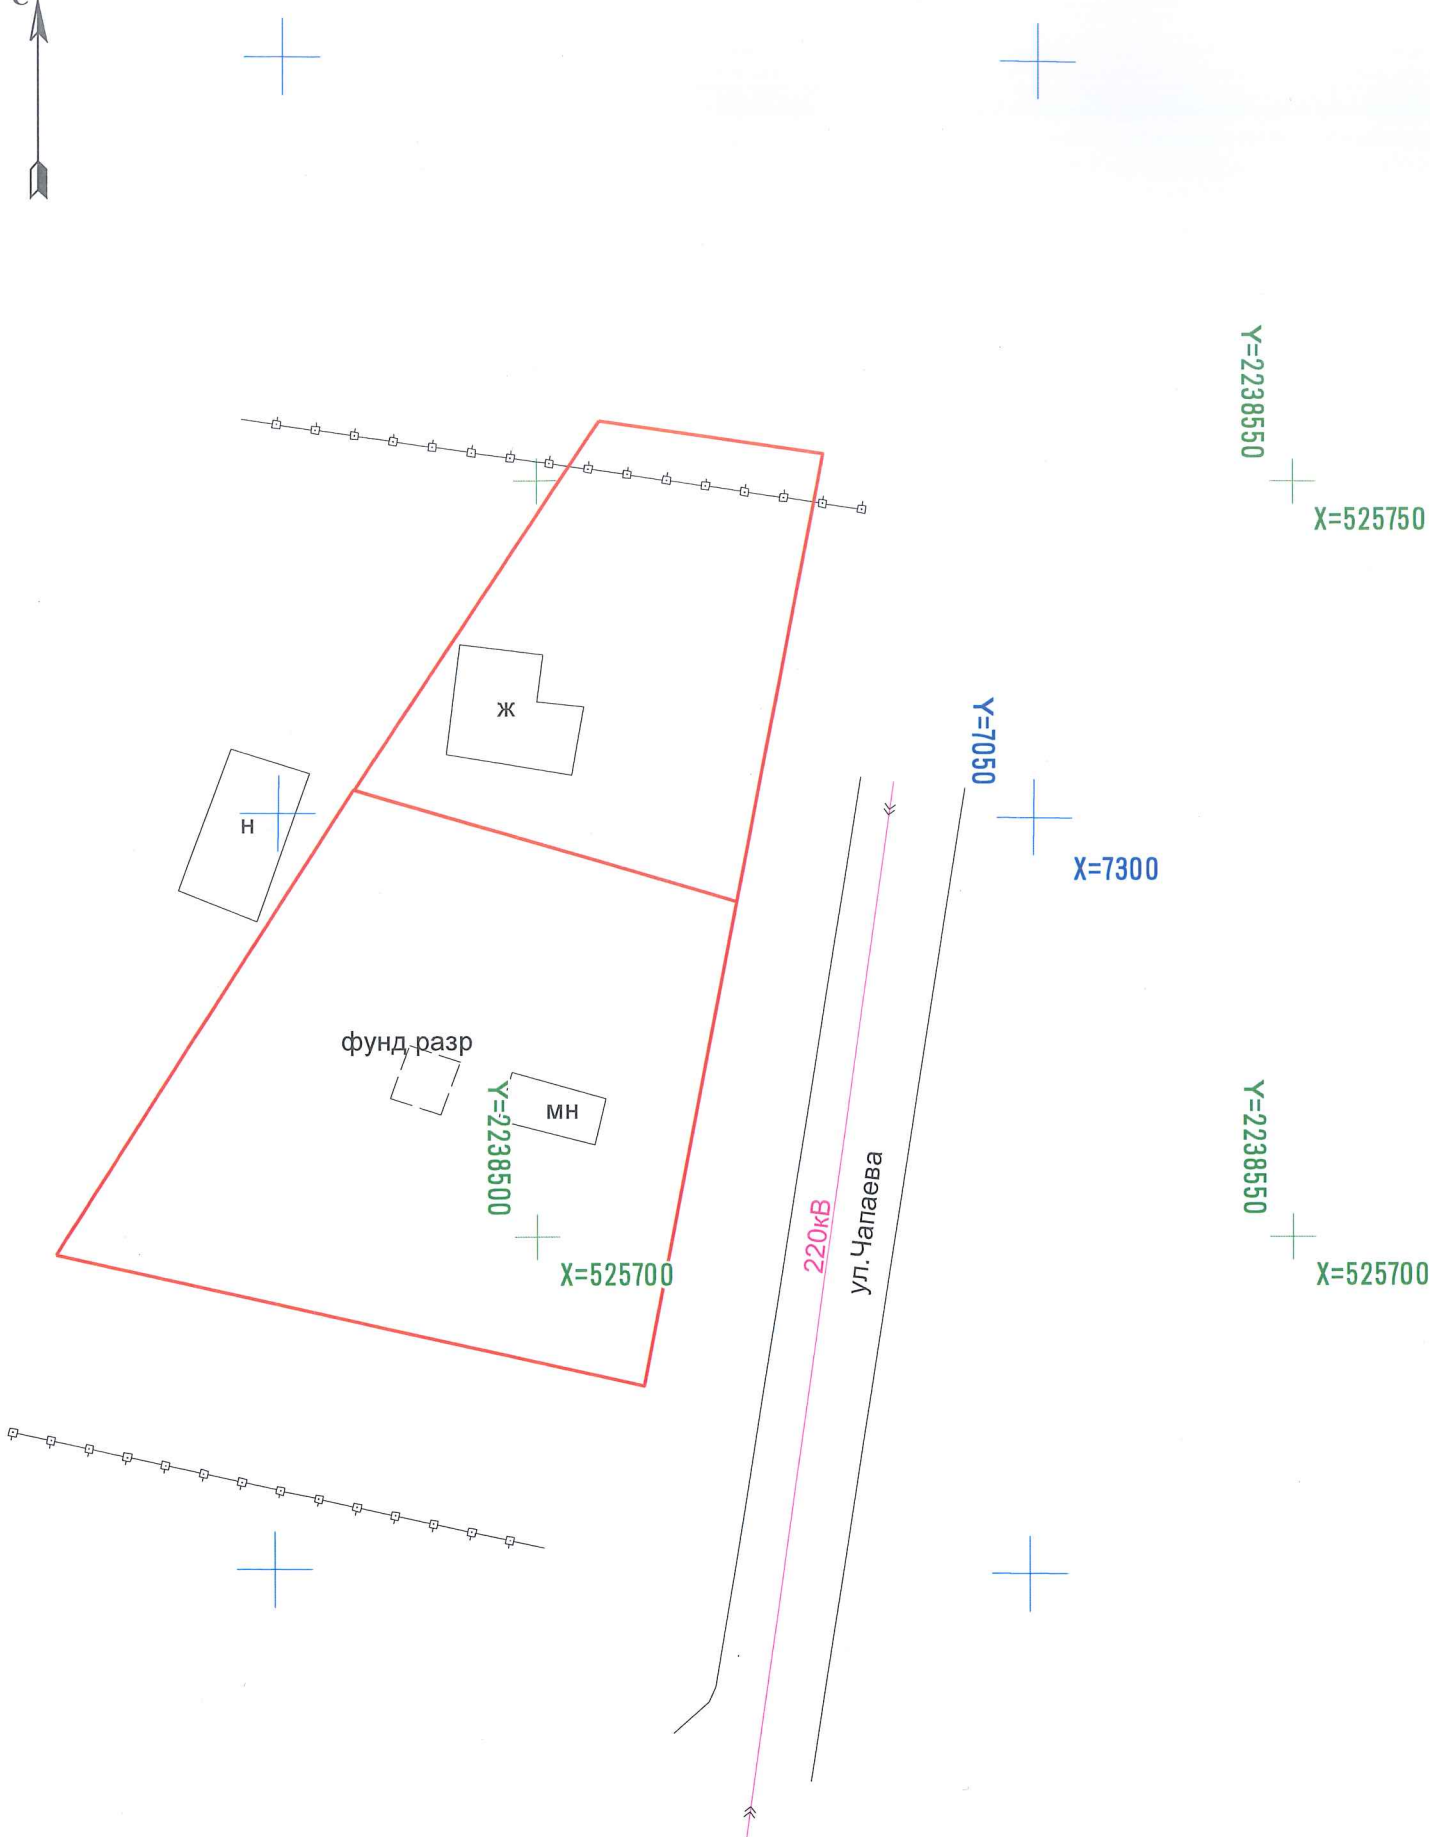 С
Y=2238550
X=525750
ж
Y=7050
н
X=7300
фунд разр
Y=2238500
мн
Y=2238550
ул.Чапаева
220кВ
X=525700
X=525700